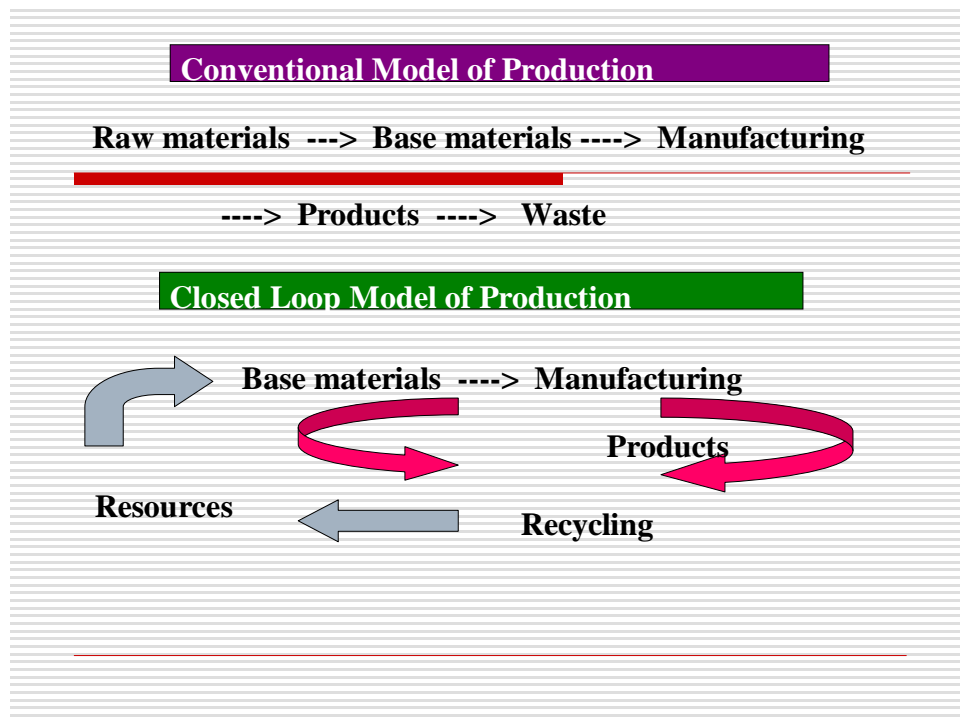 Conventional Model of Production
Raw materials ---> Base materials ----> Manufacturing
----> Products ----> Waste
Closed Loop Model of Production
Base materials ----> Manufacturing
Products
Resources
Recycling